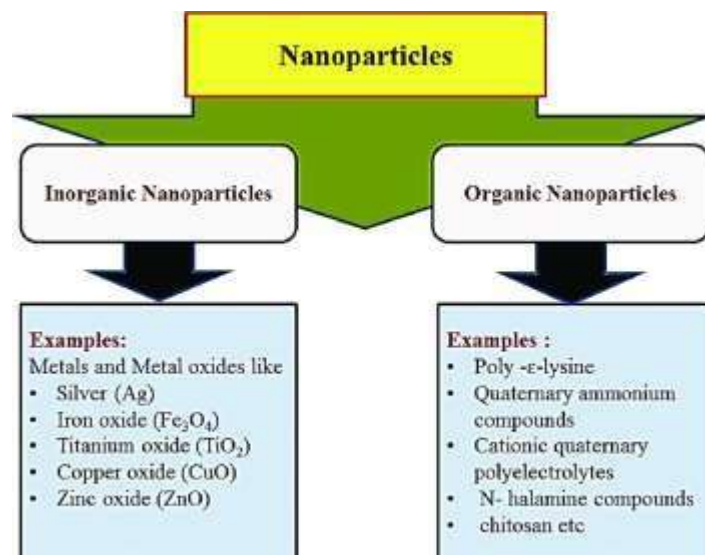 Nanoparticles
Inorganic Nanoparticles
Organic Nanoparticles
Examples:
Metals and Metal oxides like
• Silver (Ag)
• Iron oxide (Fe₃O₄)
• Titanium oxide (TiO₂)
• Copper oxide (CuO)
• Zinc oxide (ZnO)
Examples :
• Poly -ε-lysine
• Quaternary ammonium
compounds
• Cationic quaternary
polyelectrolytes
• N- halamine compounds
• chitosan etc